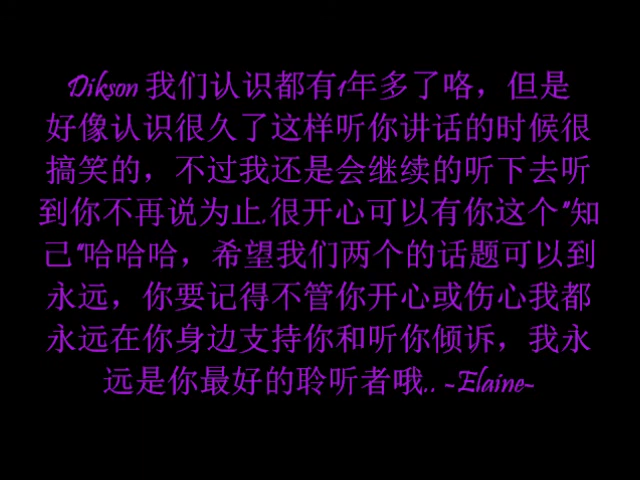 Dikson 我们认识都有1年多了咯，但是
好像认识很久了这样听你讲话的时候很
搞笑的，不过我还是会继续的听下去听
到你不再说为止.很开心可以有你这个"知
己"哈哈哈，希望我们两个的话题可以到
永远，你要记得不管你开心或伤心我都
永远在你身边支持你和听你倾诉，我永
远是你最好的聆听者哦.. ~Elaine~